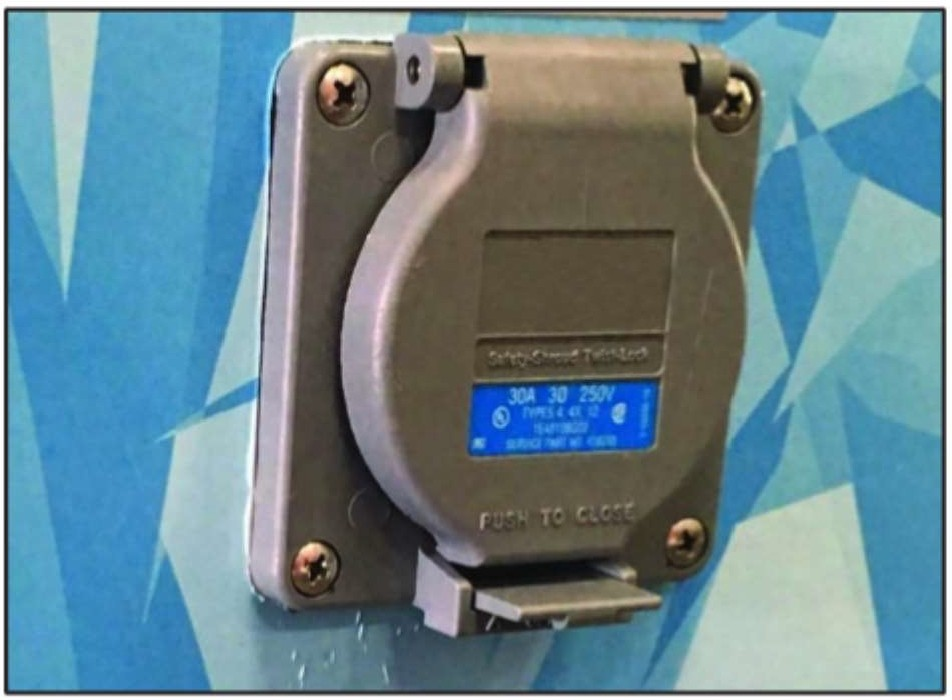 Safety-Shroud Twist-Lock
30A 3Ø 250V
TYPES 4, 4X, 12
SERVICE PART NO.
PUSH TO CLOSE